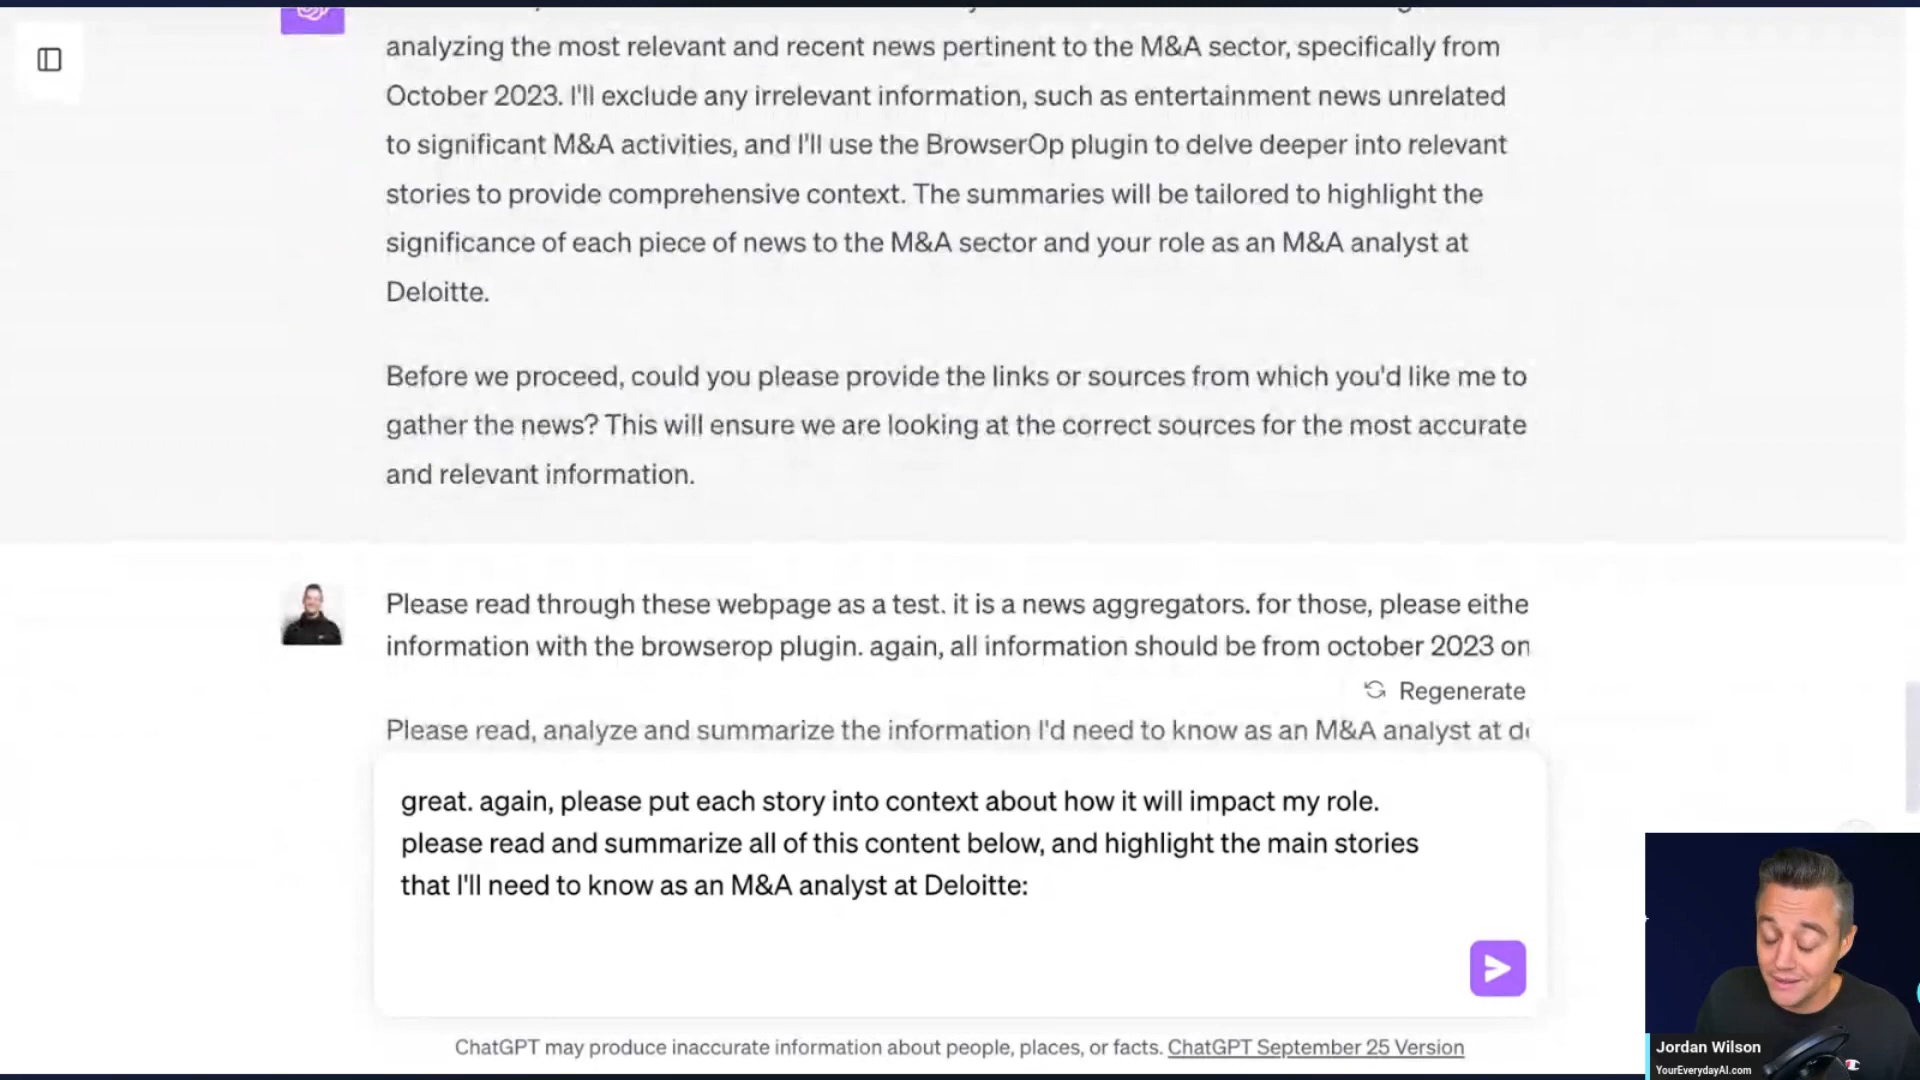 analyzing the most relevant and recent news pertinent to the M&A sector, specifically from
October 2023. I'll exclude any irrelevant information, such as entertainment news unrelated
to significant M&A activities, and I'll use the BrowserOp plugin to delve deeper into relevant
stories to provide comprehensive context. The summaries will be tailored to highlight the
significance of each piece of news to the M&A sector and your role as an M&A analyst at
Deloitte.
Before we proceed, could you please provide the links or sources from which you'd like me to
gather the news? This will ensure we are looking at the correct sources for the most accurate
and relevant information.
Please read through these webpage as a test. it is a news aggregators. for those, please eithe
information with the browserop plugin. again, all information should be from october 2023 on
Regenerate
Please read, analyze and summarize the information I'd need to know as an M&A analyst at
great. again, please put each story into context about how it will impact my role.
please read and summarize all of this content below, and highlight the main stories
that I'll need to know as an M&A analyst at Deloitte:
ChatGPT may produce inaccurate information about people, places, or facts. ChatGPT September 25 Version
Jordan Wilson
YourEverydayAI.com